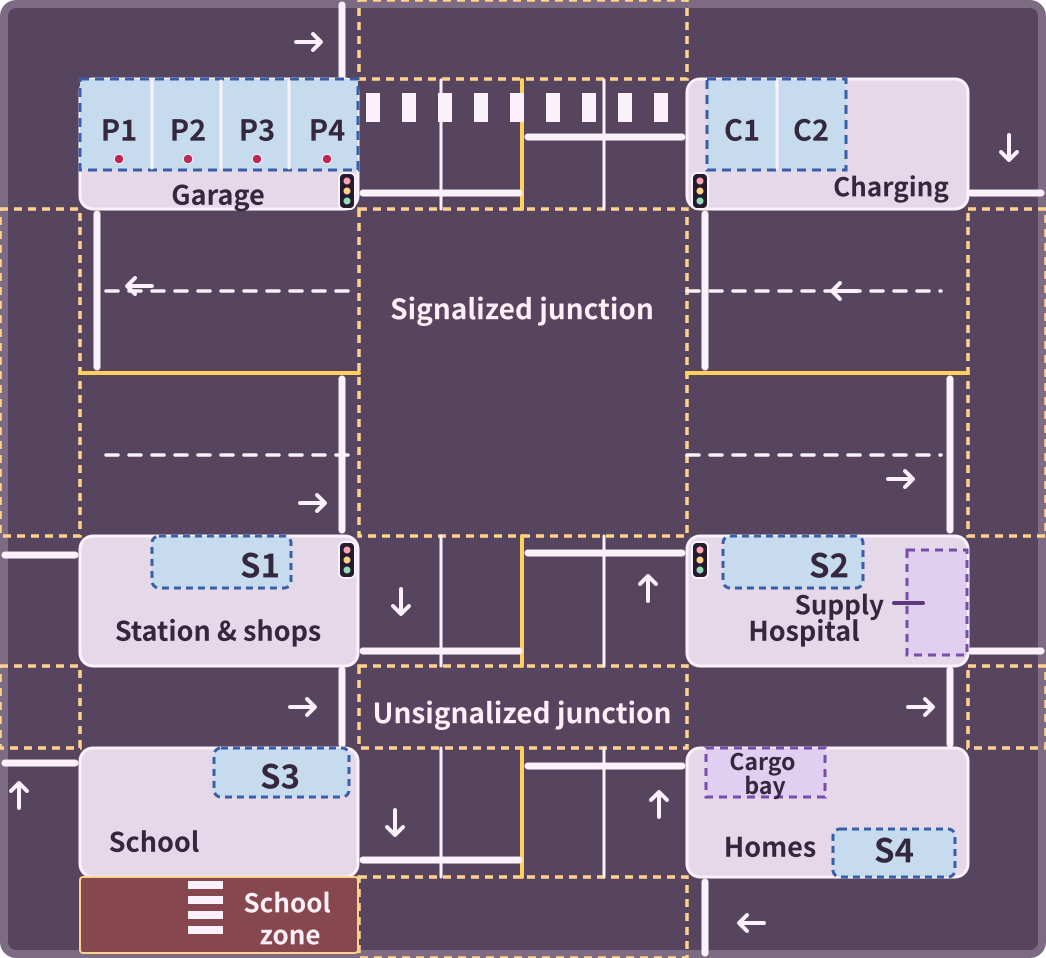 P1
P2
P3
P4
C1
C2
Garage
Charging
Signalized junction
S1
S2
Supply
Station & shops
Hospital
Unsignalized junction
S3
Cargo
bay
School
Homes
S4
School
zone